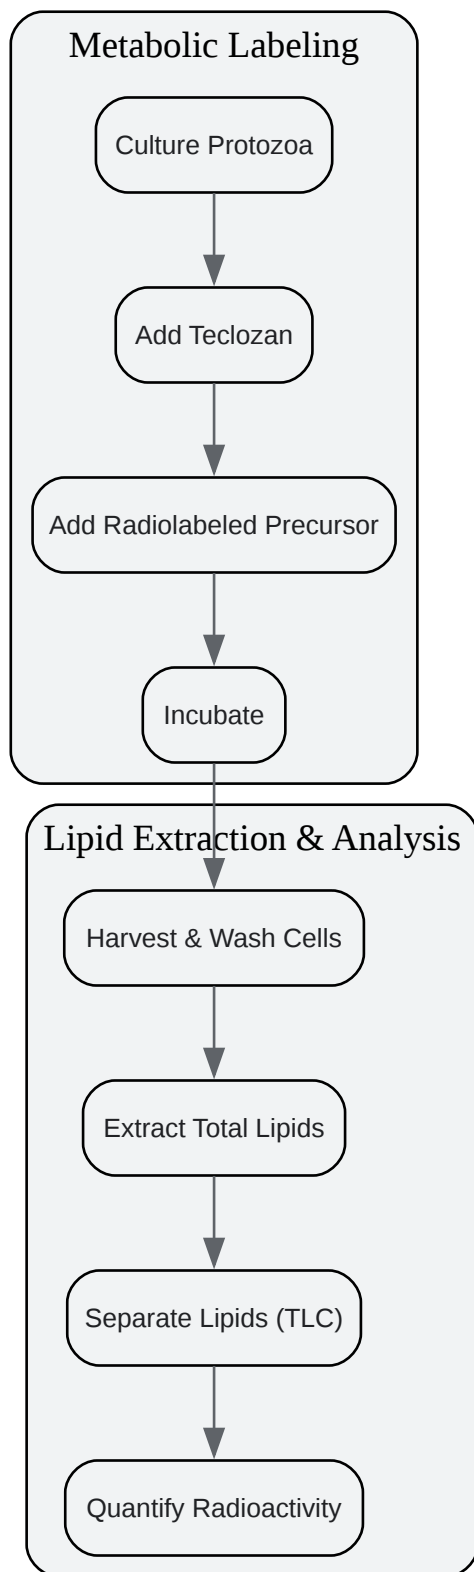 Metabolic Labeling
Culture Protozoa
Add Teclozan
Add Radiolabeled Precursor
Incubate
Lipid Extraction & Analysis
Harvest & Wash Cells
Extract Total Lipids
Separate Lipids (TLC)
Quantify Radioactivity